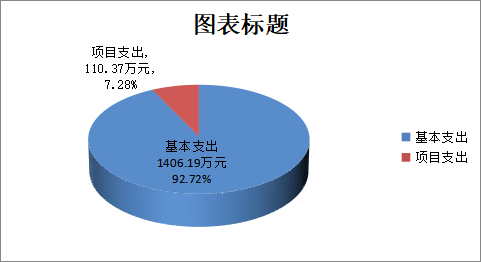 图表标题
项目支出,
110.37万元,
7.28%
基本支出
1406.19万元
92.72%
基本支出
项目支出